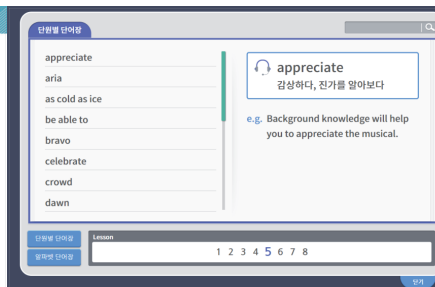 단원별 단어장
appreciate
aria
as cold as ice
be able to
bravo
celebrate
crowd
dawn
appreciate
감상하다, 진가를 알아보다
e.g. Background knowledge will help
you to appreciate the musical.
단원별 단어장
알파벳 단어장
Lesson
1 2 3 4 5 6 7 8
닫기